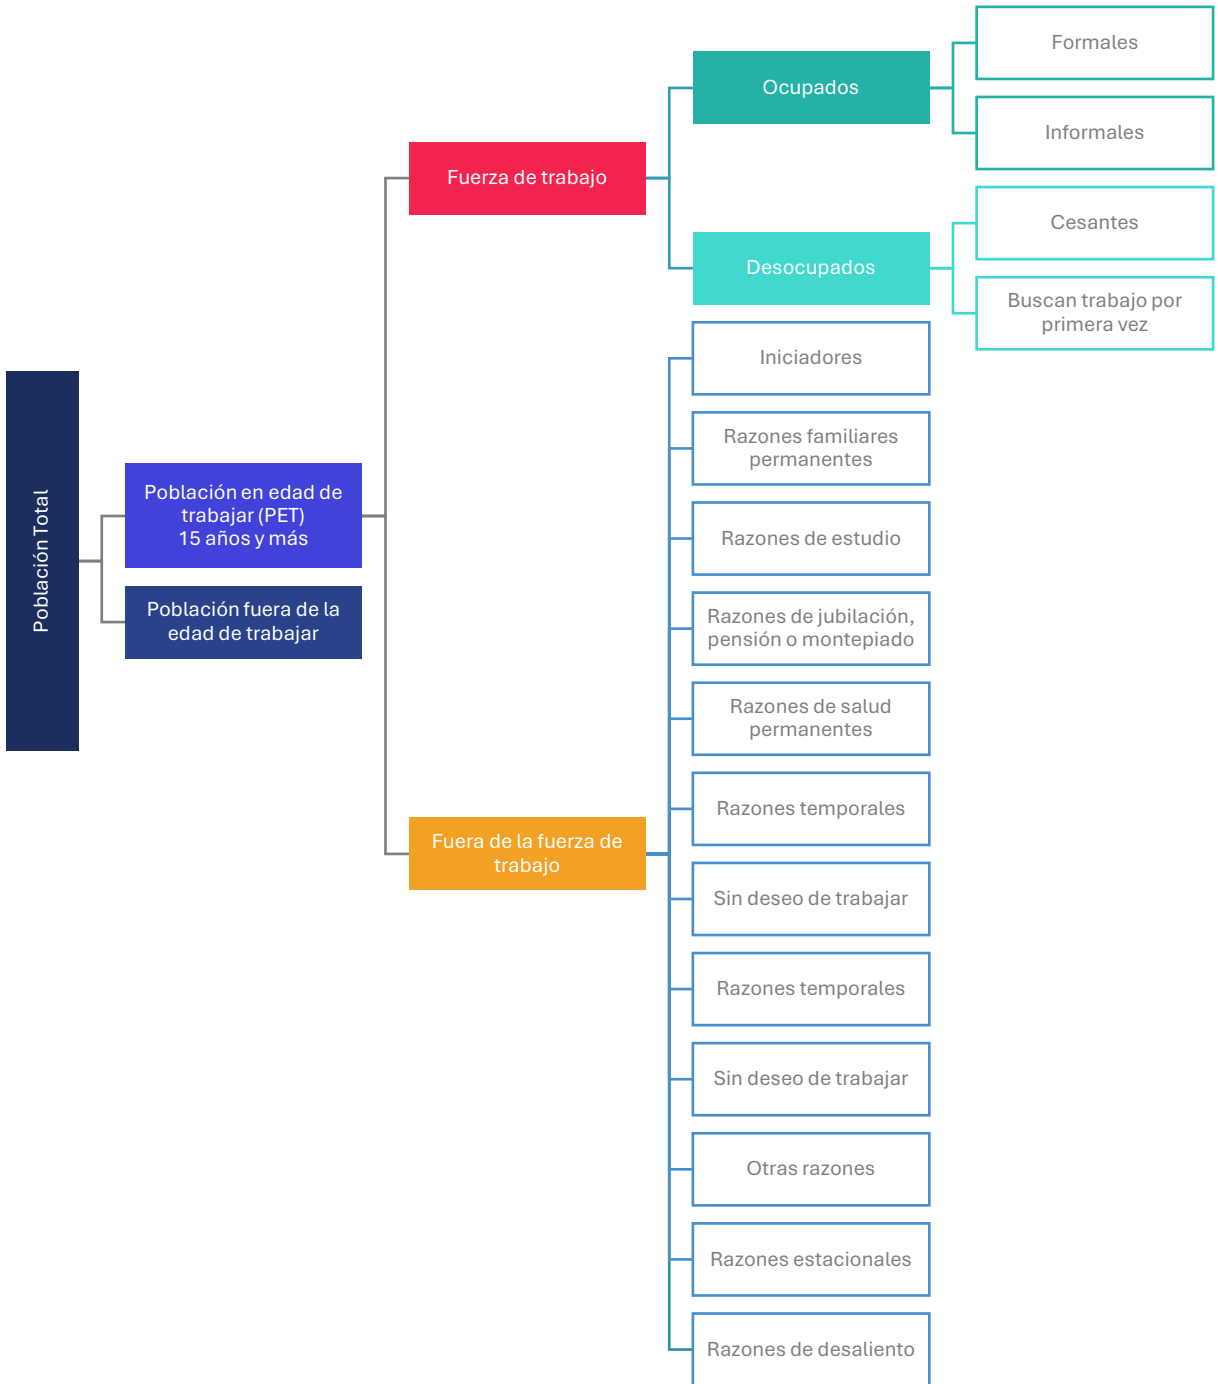 Población Total
Población en edad de
trabajar (PET)
15 años y más
Población fuera de la
edad de trabajar
Fuerza de trabajo
Fuera de la fuerza de
trabajo
Ocupados
Desocupados
Formales
Informales
Cesantes
Buscan trabajo por
primera vez
Iniciadores
Razones familiares
permanentes
Razones de estudio
Razones de jubilación,
pensión o montepiado
Razones de salud
permanentes
Razones temporales
Sin deseo de trabajar
Razones temporales
Sin deseo de trabajar
Otras razones
Razones estacionales
Razones de desaliento